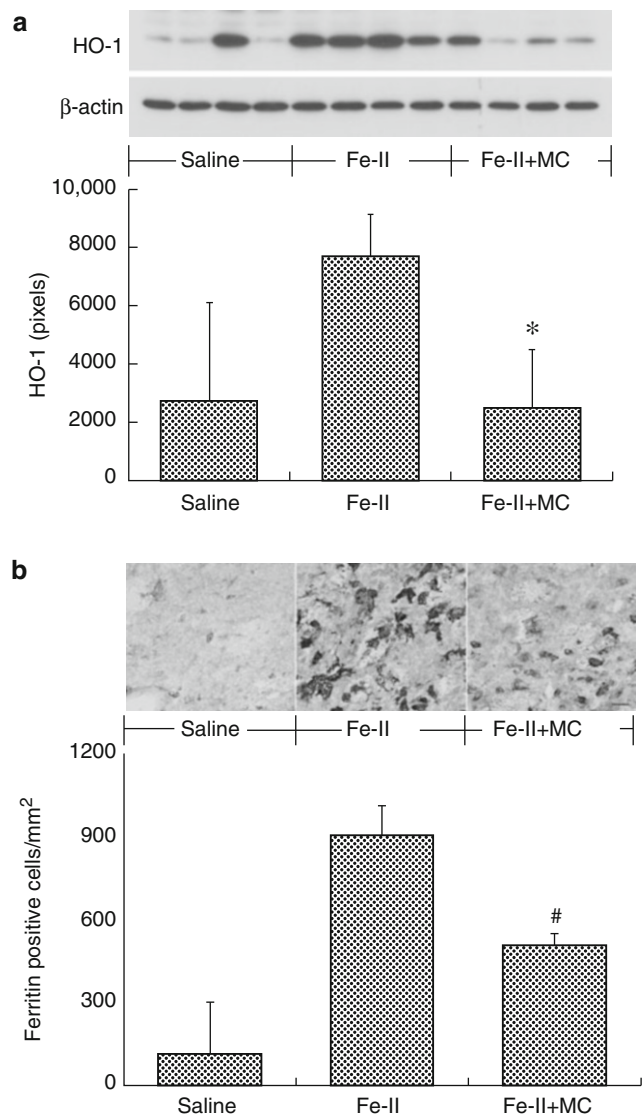 a
HO-1
β-actin
Saline Fe-II Fe-II+MC
10,000
8000
6000
4000
2000
0
HO-1 (pixels)
*
Saline Fe-II Fe-II+MC
b
Saline Fe-II Fe-II+MC
1200
900
600
300
0
Ferritin positive cells/mm²
#
Saline Fe-II Fe-II+MC